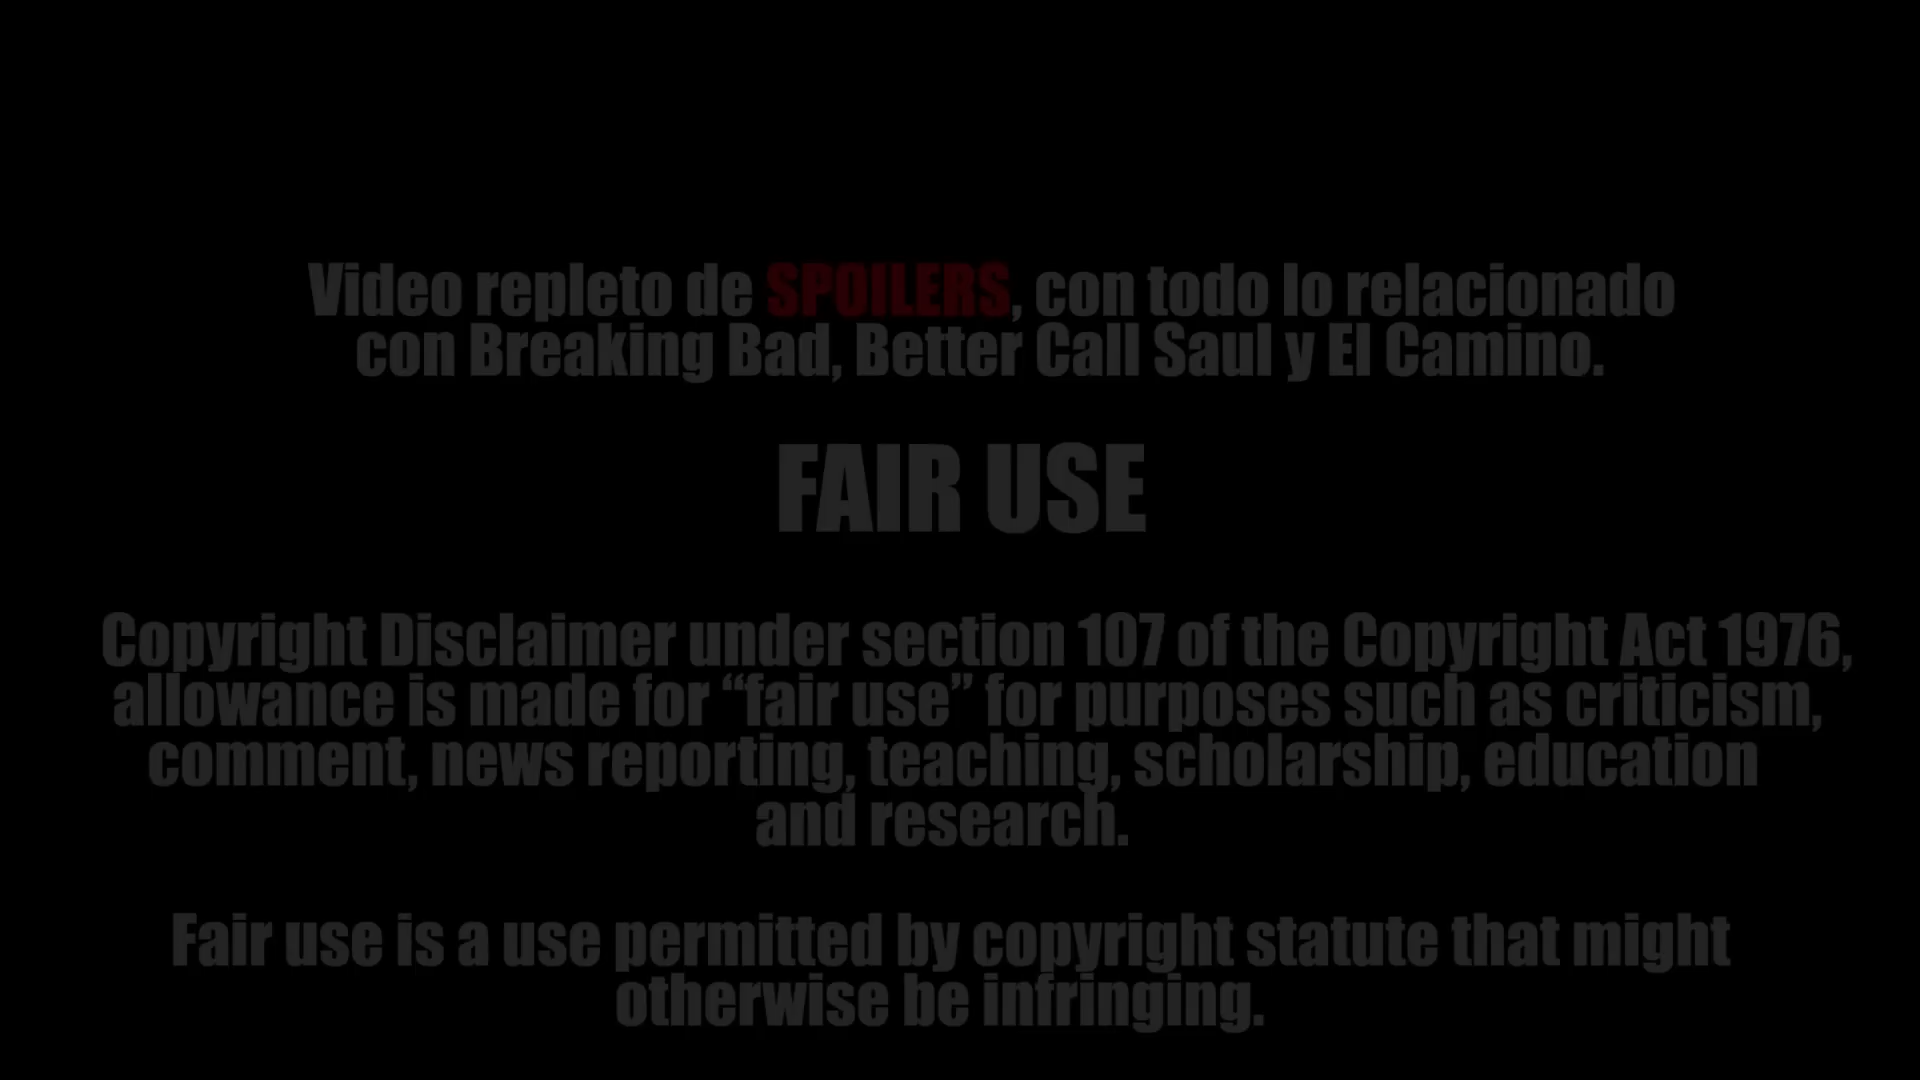 Video repleto de SPOILERS, con todo lo relacionado
con Breaking Bad, Better Call Saul y El Camino.
FAIR USE
Copyright Disclaimer under section 107 of the Copyright Act 1976,
allowance is made for “fair use” for purposes such as criticism,
comment, news reporting, teaching, scholarship, education
and research.
Fair use is a use permitted by copyright statute that might
otherwise be infringing.